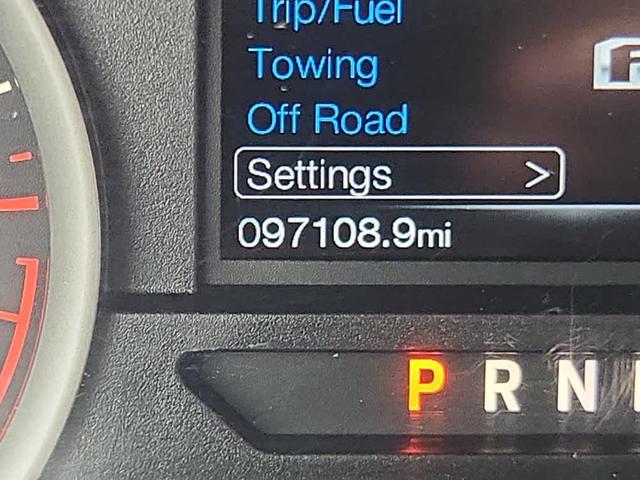 Trip/Fuel
Towing
Off Road
Settings >
097108.9mi
P R N